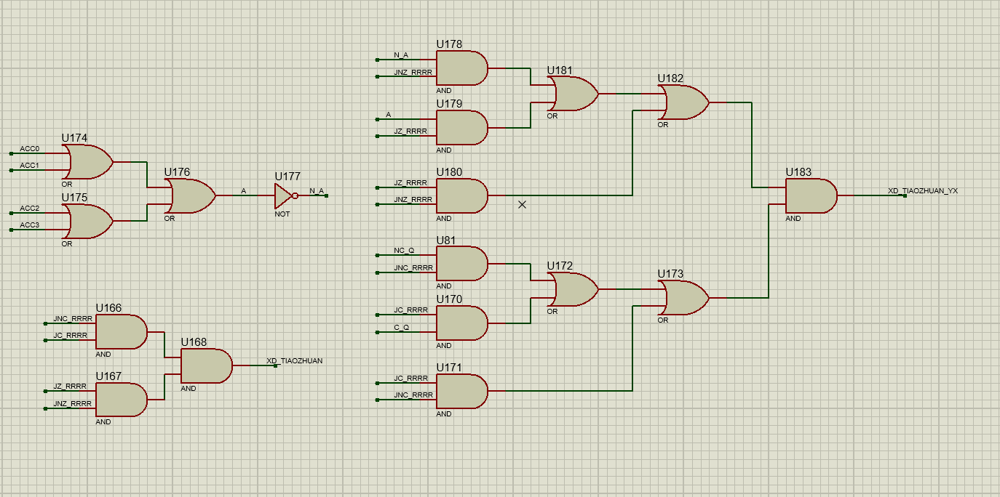 U174
ACC0
ACC1
OR
U175
ACC2
ACC3
OR
U176
OR
A
U177
NOT
N_A
U166
JNC_RRRR
JC_RRRR
AND
U167
JZ_RRRR
JNZ_RRRR
AND
U168
AND
XD_TIAOZHUAN
U178
N_A
JNZ_RRRR
AND
U179
A
JZ_RRRR
AND
U180
JZ_RRRR
JNZ_RRRR
AND
U181
OR
U182
OR
U81
NC_Q
JNC_RRRR
AND
U170
JC_RRRR
C_Q
AND
U171
JC_RRRR
JNC_RRRR
AND
U172
OR
U173
OR
U183
AND
XD_TIAOZHUAN_YX